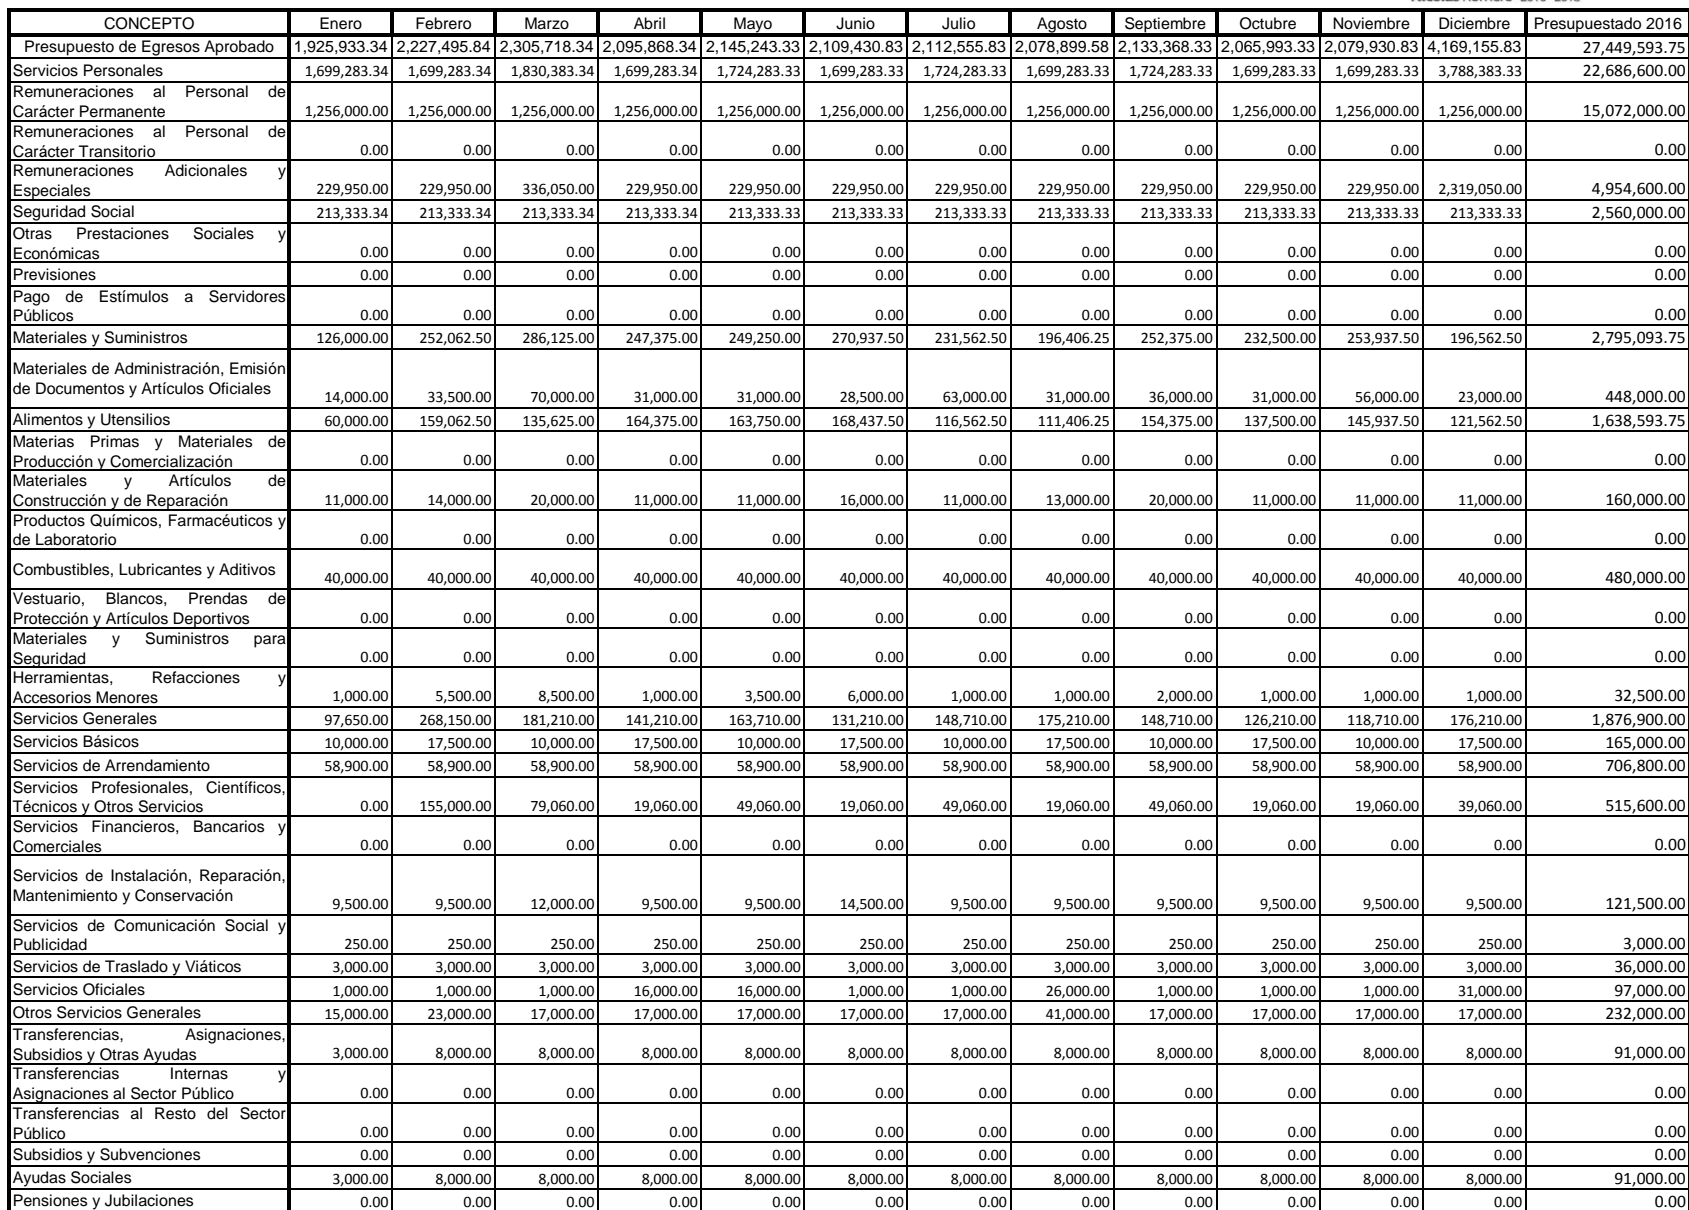 CONCEPTO Enero Febrero Marzo Abril Mayo Junio Julio Agosto Septiembre Octubre Noviembre Diciembre Presupuestado 2016
Presupuesto de Egresos Aprobado 1,925,933.34 2,227,495.84 2,305,718.34 2,095,868.34 2,145,243.33 2,109,430.83 2,112,555.83 2,078,899.58 2,133,368.33 2,065,993.33 2,079,930.83 4,169,155.83 27,449,593.75
Servicios Personales 1,699,283.34 1,699,283.34 1,830,383.34 1,699,283.34 1,724,283.33 1,699,283.33 1,724,283.33 1,699,283.33 1,724,283.33 1,699,283.33 1,699,283.33 3,788,383.33 22,686,600.00
Remuneraciones al Personal de
Carácter Permanente 1,256,000.00 1,256,000.00 1,256,000.00 1,256,000.00 1,256,000.00 1,256,000.00 1,256,000.00 1,256,000.00 1,256,000.00 1,256,000.00 1,256,000.00 1,256,000.00 15,072,000.00
Remuneraciones al Personal de
Carácter Transitorio 0.00 0.00 0.00 0.00 0.00 0.00 0.00 0.00 0.00 0.00 0.00 0.00 0.00
Remuneraciones Adicionales y
Especiales 229,950.00 229,950.00 336,050.00 229,950.00 229,950.00 229,950.00 229,950.00 229,950.00 229,950.00 229,950.00 229,950.00 2,319,050.00 4,954,600.00
Seguridad Social 213,333.34 213,333.34 213,333.34 213,333.34 213,333.33 213,333.33 213,333.33 213,333.33 213,333.33 213,333.33 213,333.33 213,333.33 2,560,000.00
Otras Prestaciones Sociales y
Económicas 0.00 0.00 0.00 0.00 0.00 0.00 0.00 0.00 0.00 0.00 0.00 0.00 0.00
Previsiones 0.00 0.00 0.00 0.00 0.00 0.00 0.00 0.00 0.00 0.00 0.00 0.00 0.00
Pago de Estímulos a Servidores
Públicos 0.00 0.00 0.00 0.00 0.00 0.00 0.00 0.00 0.00 0.00 0.00 0.00 0.00
Materiales y Suministros 126,000.00 252,062.50 286,125.00 247,375.00 249,250.00 270,937.50 231,562.50 196,406.25 252,375.00 232,500.00 253,937.50 196,562.50 2,795,093.75
Materiales de Administración, Emisión
de Documentos y Artículos Oficiales 14,000.00 33,500.00 70,000.00 31,000.00 31,000.00 28,500.00 63,000.00 31,000.00 36,000.00 31,000.00 56,000.00 23,000.00 448,000.00
Alimentos y Utensilios 60,000.00 159,062.50 135,625.00 164,375.00 163,750.00 168,437.50 116,562.50 111,406.25 154,375.00 137,500.00 145,937.50 121,562.50 1,638,593.75
Materias Primas y Materiales de
Producción y Comercialización 0.00 0.00 0.00 0.00 0.00 0.00 0.00 0.00 0.00 0.00 0.00 0.00 0.00
Materiales y Artículos de
Construcción y de Reparación 11,000.00 14,000.00 20,000.00 11,000.00 11,000.00 16,000.00 11,000.00 13,000.00 20,000.00 11,000.00 11,000.00 11,000.00 160,000.00
Productos Químicos, Farmacéuticos y
de Laboratorio 0.00 0.00 0.00 0.00 0.00 0.00 0.00 0.00 0.00 0.00 0.00 0.00 0.00
Combustibles, Lubricantes y Aditivos 40,000.00 40,000.00 40,000.00 40,000.00 40,000.00 40,000.00 40,000.00 40,000.00 40,000.00 40,000.00 40,000.00 40,000.00 480,000.00
Vestuario, Blancos, Prendas de
Protección y Artículos Deportivos 0.00 0.00 0.00 0.00 0.00 0.00 0.00 0.00 0.00 0.00 0.00 0.00 0.00
Materiales y Suministros para
Seguridad 0.00 0.00 0.00 0.00 0.00 0.00 0.00 0.00 0.00 0.00 0.00 0.00 0.00
Herramientas, Refacciones y
Accesorios Menores 1,000.00 5,500.00 8,500.00 1,000.00 3,500.00 6,000.00 1,000.00 1,000.00 2,000.00 1,000.00 1,000.00 1,000.00 32,500.00
Servicios Generales 97,650.00 268,150.00 181,210.00 141,210.00 163,710.00 131,210.00 148,710.00 175,210.00 148,710.00 126,210.00 118,710.00 176,210.00 1,876,900.00
Servicios Básicos 10,000.00 17,500.00 10,000.00 17,500.00 10,000.00 17,500.00 10,000.00 17,500.00 10,000.00 17,500.00 10,000.00 17,500.00 165,000.00
Servicios de Arrendamiento 58,900.00 58,900.00 58,900.00 58,900.00 58,900.00 58,900.00 58,900.00 58,900.00 58,900.00 58,900.00 58,900.00 58,900.00 706,800.00
Servicios Profesionales, Científicos,
Técnicos y Otros Servicios 0.00 155,000.00 79,060.00 19,060.00 49,060.00 19,060.00 49,060.00 19,060.00 49,060.00 19,060.00 19,060.00 39,060.00 515,600.00
Servicios Financieros, Bancarios y
Comerciales 0.00 0.00 0.00 0.00 0.00 0.00 0.00 0.00 0.00 0.00 0.00 0.00 0.00
Servicios de Instalación, Reparación,
Mantenimiento y Conservación 9,500.00 9,500.00 12,000.00 9,500.00 9,500.00 14,500.00 9,500.00 9,500.00 9,500.00 9,500.00 9,500.00 9,500.00 121,500.00
Servicios de Comunicación Social y
Publicidad 250.00 250.00 250.00 250.00 250.00 250.00 250.00 250.00 250.00 250.00 250.00 250.00 3,000.00
Servicios de Traslado y Viáticos 3,000.00 3,000.00 3,000.00 3,000.00 3,000.00 3,000.00 3,000.00 3,000.00 3,000.00 3,000.00 3,000.00 3,000.00 36,000.00
Servicios Oficiales 1,000.00 1,000.00 1,000.00 16,000.00 16,000.00 1,000.00 1,000.00 26,000.00 1,000.00 1,000.00 1,000.00 31,000.00 97,000.00
Otros Servicios Generales 15,000.00 23,000.00 17,000.00 17,000.00 17,000.00 17,000.00 17,000.00 41,000.00 17,000.00 17,000.00 17,000.00 17,000.00 232,000.00
Transferencias, Asignaciones,
Subsidios y Otras Ayudas 3,000.00 8,000.00 8,000.00 8,000.00 8,000.00 8,000.00 8,000.00 8,000.00 8,000.00 8,000.00 8,000.00 8,000.00 91,000.00
Transferencias Internas y
Asignaciones al Sector Público 0.00 0.00 0.00 0.00 0.00 0.00 0.00 0.00 0.00 0.00 0.00 0.00 0.00
Transferencias al Resto del Sector
Público 0.00 0.00 0.00 0.00 0.00 0.00 0.00 0.00 0.00 0.00 0.00 0.00 0.00
Subsidios y Subvenciones 0.00 0.00 0.00 0.00 0.00 0.00 0.00 0.00 0.00 0.00 0.00 0.00 0.00
Ayudas Sociales 3,000.00 8,000.00 8,000.00 8,000.00 8,000.00 8,000.00 8,000.00 8,000.00 8,000.00 8,000.00 8,000.00 8,000.00 91,000.00
Pensiones y Jubilaciones 0.00 0.00 0.00 0.00 0.00 0.00 0.00 0.00 0.00 0.00 0.00 0.00 0.00